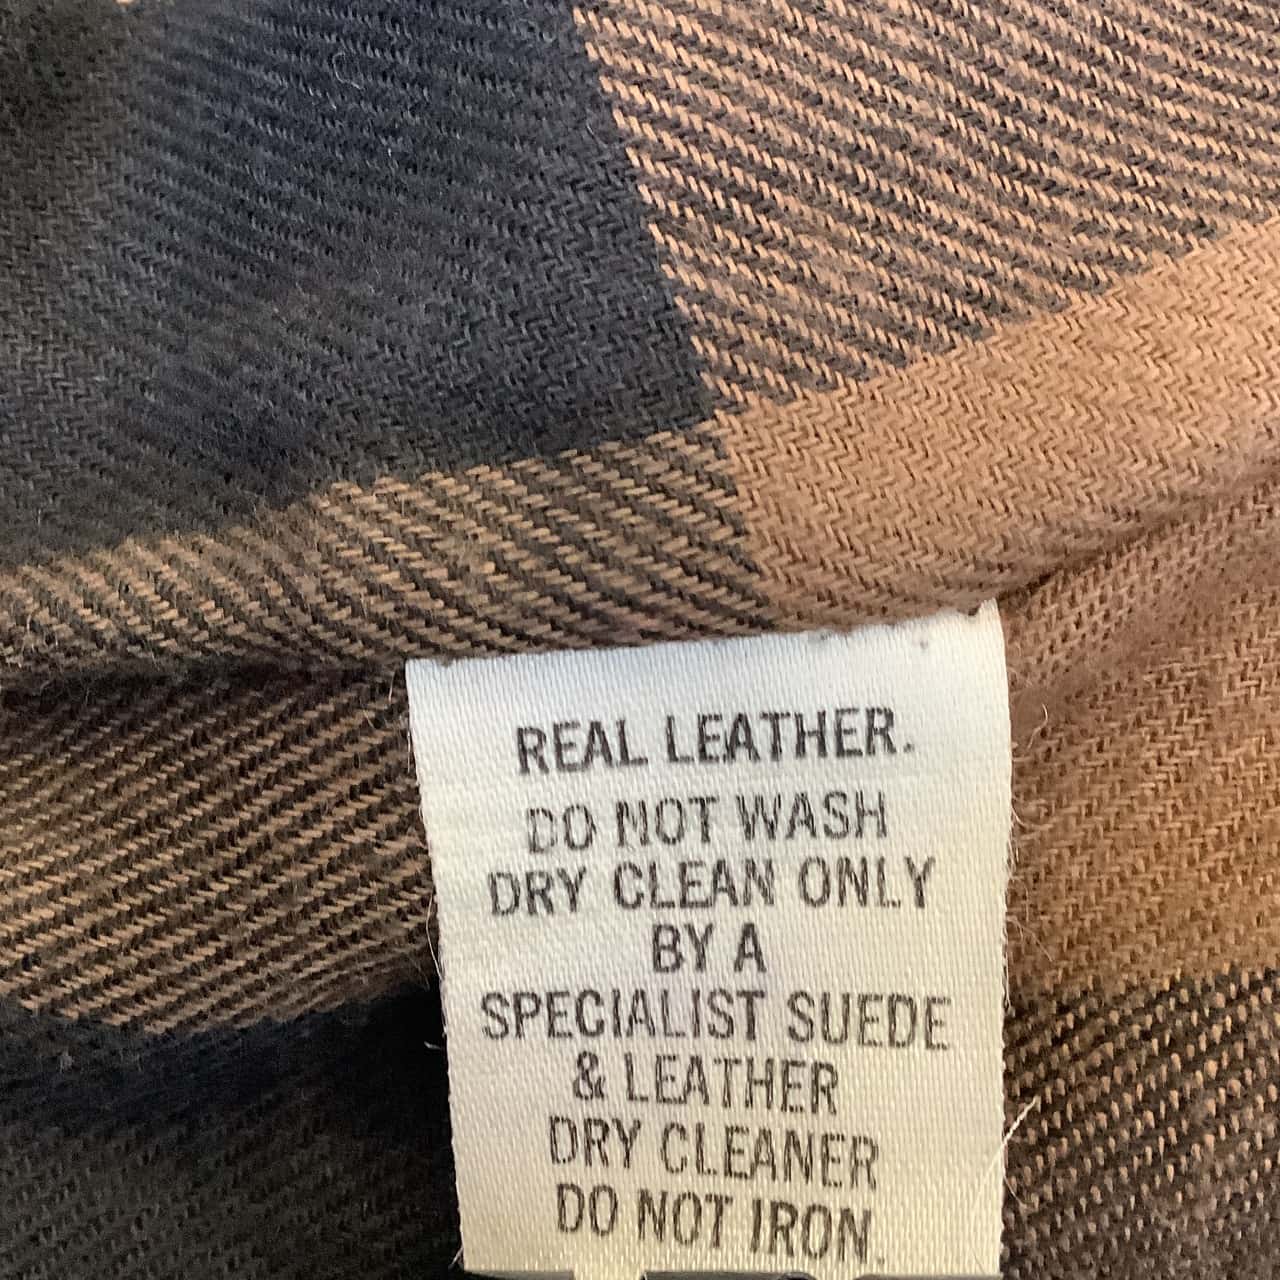 REAL LEATHER.
DO NOT WASH
DRY CLEAN ONLY
BY A
SPECIALIST SUEDE
& LEATHER
DRY CLEANER
DO NOT IRON.